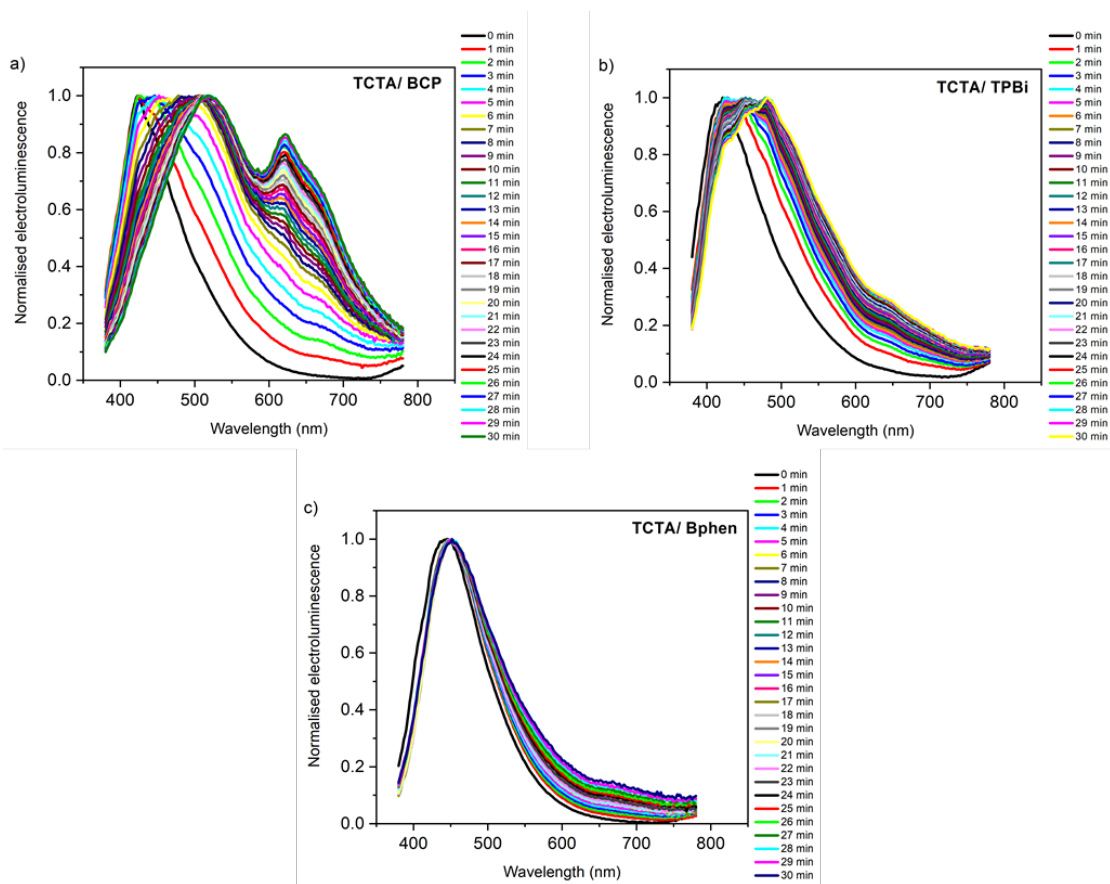 a)
TCTA/ BCP
Normalised electroluminescence
1.0
0.8
0.6
0.4
0.2
0.0
400 500 600 700 800
Wavelength (nm)
0 min
1 min
2 min
3 min
4 min
5 min
6 min
7 min
8 min
9 min
10 min
11 min
12 min
13 min
14 min
15 min
16 min
17 min
18 min
19 min
20 min
21 min
22 min
23 min
24 min
25 min
26 min
27 min
28 min
29 min
30 min
b)
TCTA/ TPBi
Normalised electroluminescence
1.0
0.8
0.6
0.4
0.2
0.0
400 500 600 700 800
Wavelength (nm)
0 min
1 min
2 min
3 min
4 min
5 min
6 min
7 min
8 min
9 min
10 min
11 min
12 min
13 min
14 min
15 min
16 min
17 min
18 min
19 min
20 min
21 min
22 min
23 min
24 min
25 min
26 min
27 min
28 min
29 min
30 min
c)
TCTA/ Bphen
Normalised electroluminescence
1.0
0.8
0.6
0.4
0.2
0.0
400 500 600 700 800
Wavelength (nm)
0 min
1 min
2 min
3 min
4 min
5 min
6 min
7 min
8 min
9 min
10 min
11 min
12 min
13 min
14 min
15 min
16 min
17 min
18 min
19 min
20 min
21 min
22 min
23 min
24 min
25 min
26 min
27 min
28 min
29 min
30 min